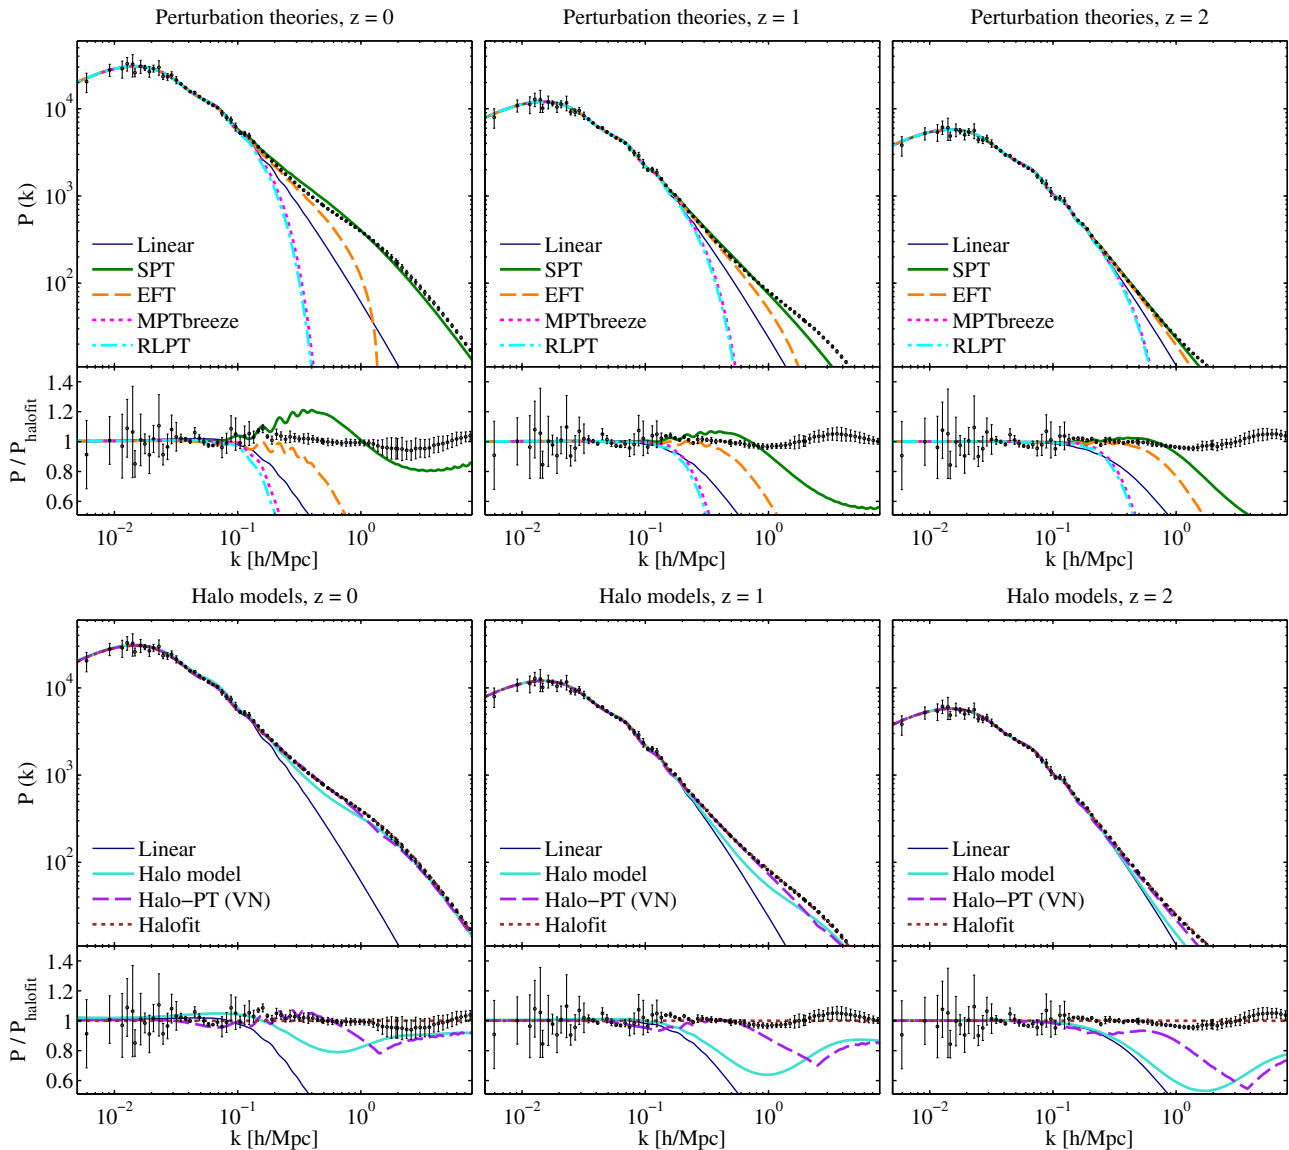 Perturbation theories, z = 0
Perturbation theories, z = 1
Perturbation theories, z = 2
P (k)
10^4
10^3
10^2
Linear
SPT
EFT
MPTbreeze
RLPT
Linear
SPT
EFT
MPTbreeze
RLPT
Linear
SPT
EFT
MPTbreeze
RLPT
P / P_halofit
1.4
1.2
1
0.8
0.6
10^−2
10^−1
10^0
10^−2
10^−1
10^0
10^−2
10^−1
10^0
k [h/Mpc]
k [h/Mpc]
k [h/Mpc]
Halo models, z = 0
Halo models, z = 1
Halo models, z = 2
P (k)
10^4
10^3
10^2
Linear
Halo model
Halo−PT (VN)
Halofit
Linear
Halo model
Halo−PT (VN)
Halofit
Linear
Halo model
Halo−PT (VN)
Halofit
P / P_halofit
1.4
1.2
1
0.8
0.6
10^−2
10^−1
10^0
10^−2
10^−1
10^0
10^−2
10^−1
10^0
k [h/Mpc]
k [h/Mpc]
k [h/Mpc]